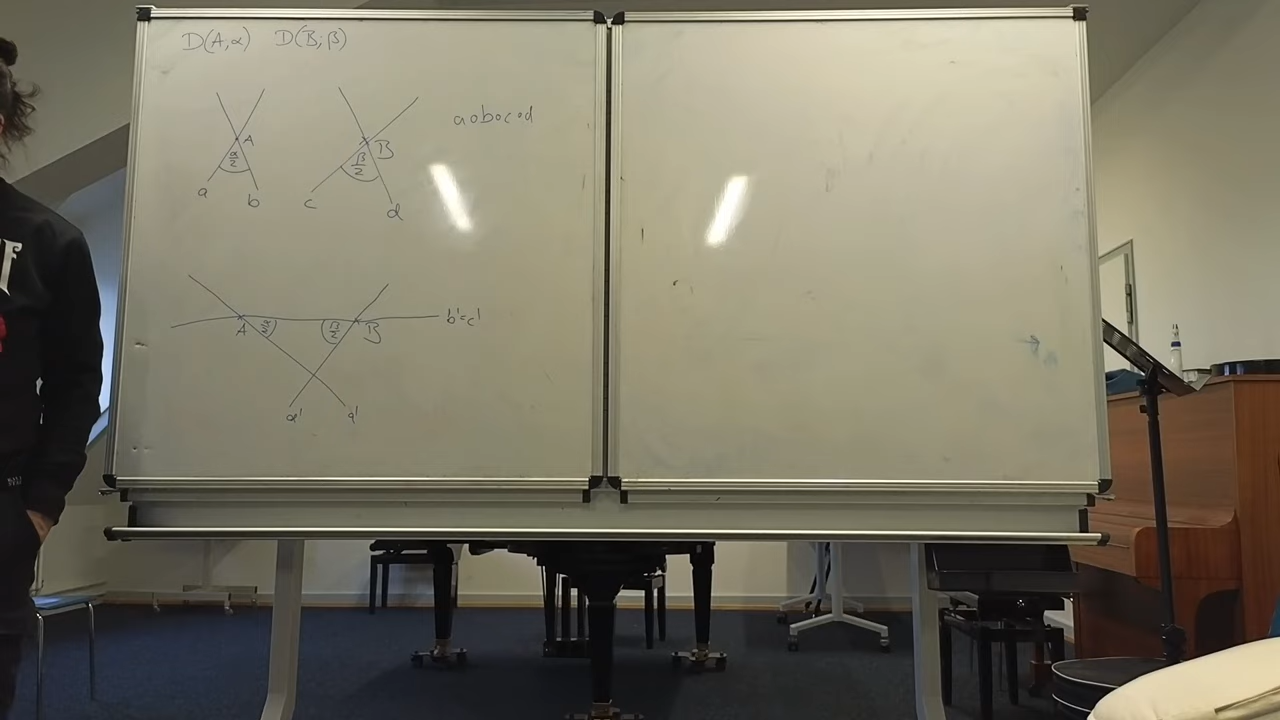 D(A,α) D(B;β)
A
α/2
a b
B
β/2
c d
a∘b∘c∘d
A α/2 β/2 B b'=c'
d' a'
F